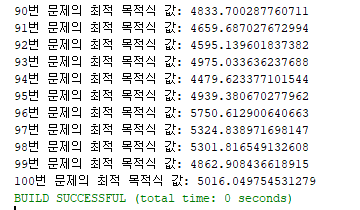 90번 문제의 최적 목적식 값: 4833.700287760711
91번 문제의 최적 목적식 값: 4659.687027672994
92번 문제의 최적 목적식 값: 4595.139601837382
93번 문제의 최적 목적식 값: 4975.033636237688
94번 문제의 최적 목적식 값: 4479.623377101544
95번 문제의 최적 목적식 값: 4939.380670277962
96번 문제의 최적 목적식 값: 5750.612900640663
97번 문제의 최적 목적식 값: 5324.838971698147
98번 문제의 최적 목적식 값: 5301.816549132608
99번 문제의 최적 목적식 값: 4862.908436618915
100번 문제의 최적 목적식 값: 5016.049754531279
BUILD SUCCESSFUL (total time: 0 seconds)